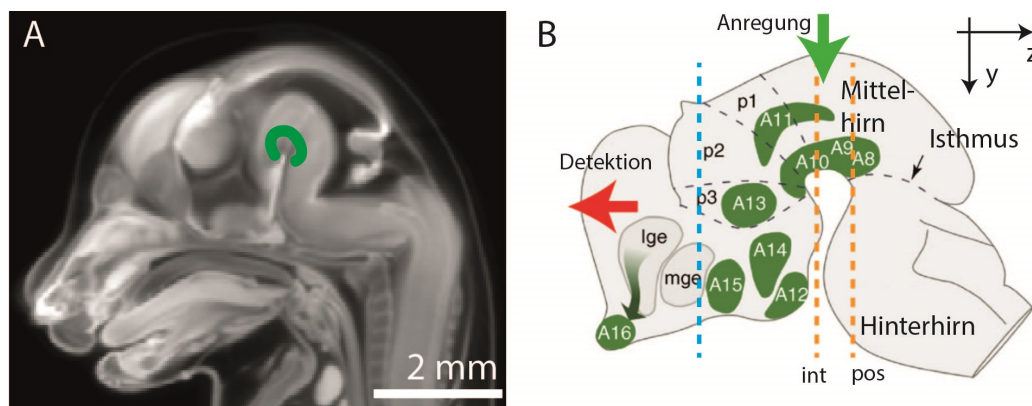 A
2 mm
B
Anregung
z
y
Mittel-
hirn
Isthmus
p1
A11
A9
A10
A8
p2
Detektion
p3
A13
lge
A14
mge
A15
A12
A16
Hinterhirn
int
pos